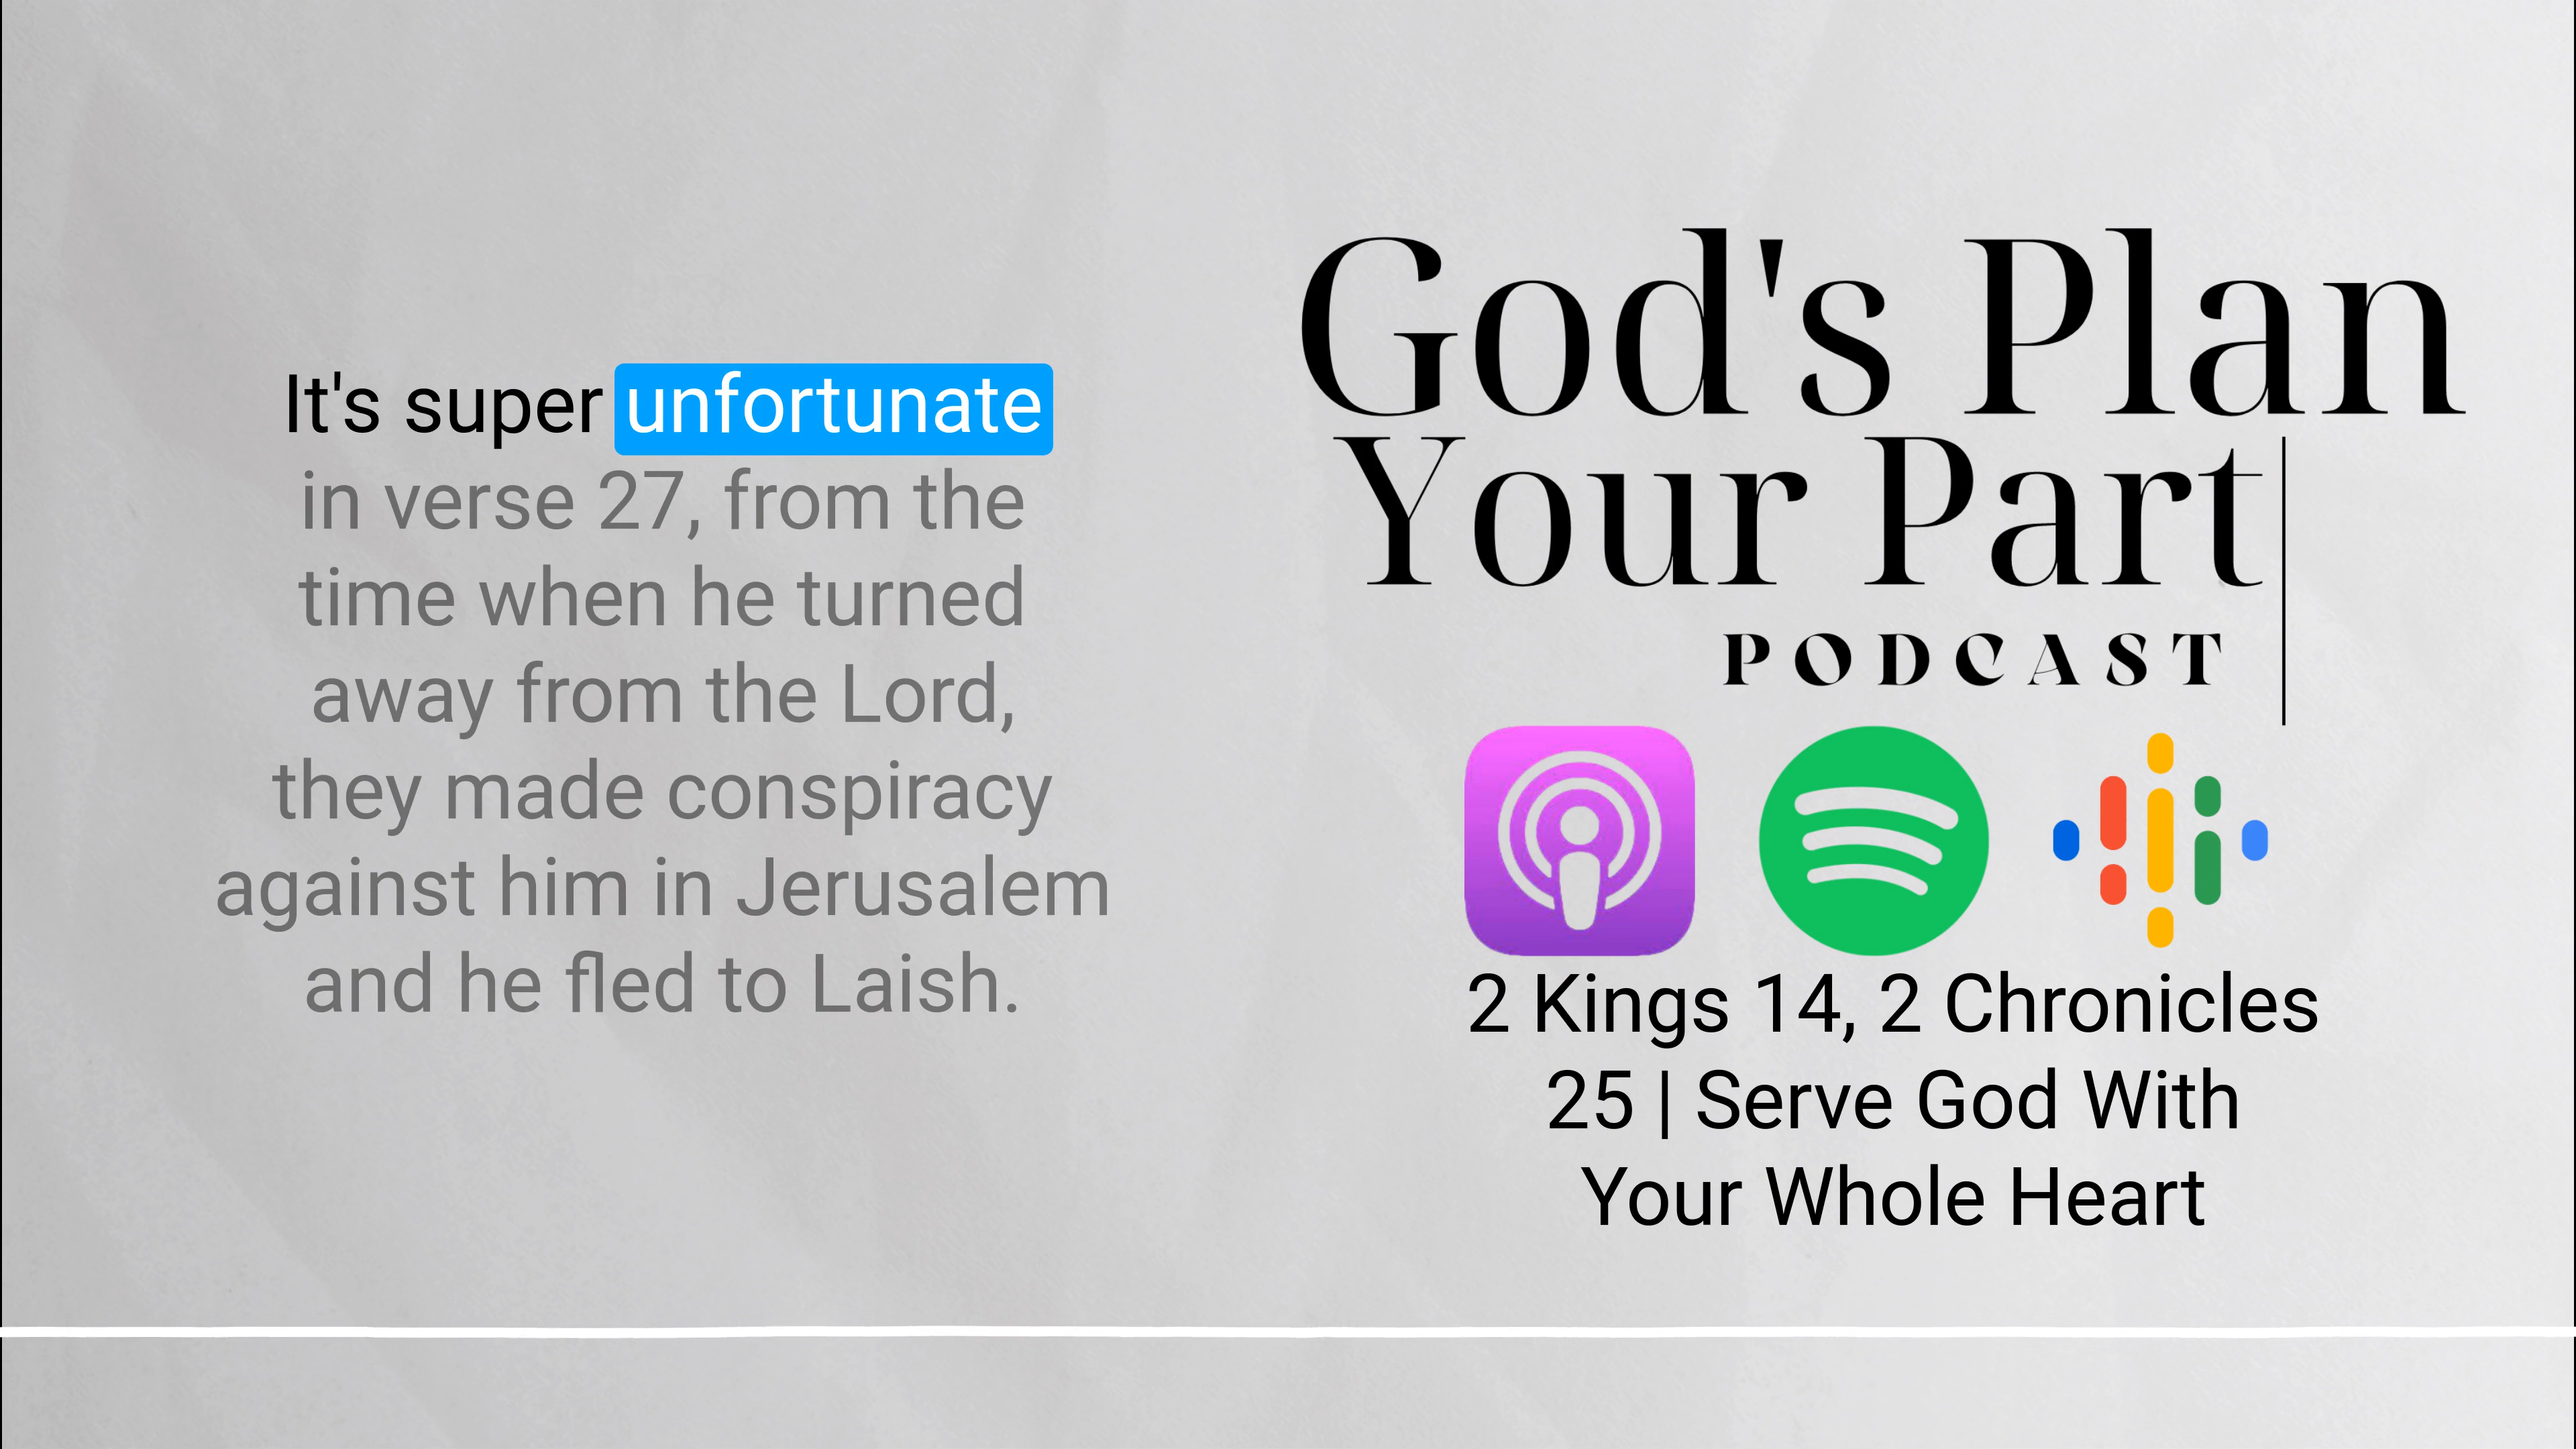 It's super unfortunate
in verse 27, from the
time when he turned
away from the Lord,
they made conspiracy
against him in Jerusalem
and he fled to Laish.
God's Plan
Your Part
PODCAST
2 Kings 14, 2 Chronicles
25 | Serve God With
Your Whole Heart